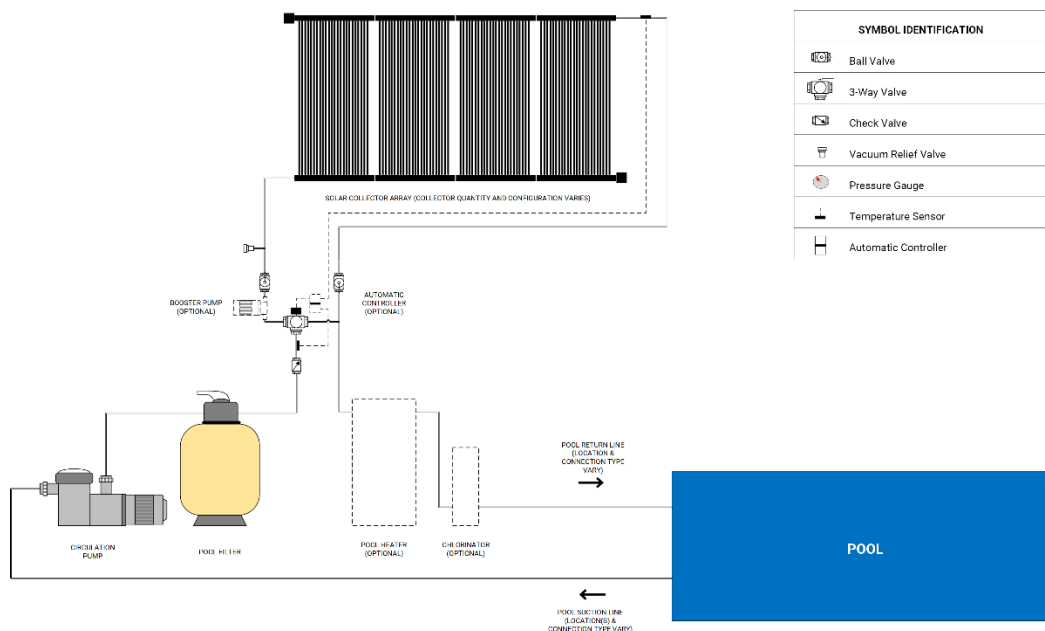 SYMBOL IDENTIFICATION
Ball Valve
3-Way Valve
Check Valve
Vacuum Relief Valve
Pressure Gauge
Temperature Sensor
Automatic Controller
SOLAR COLLECTOR ARRAY (COLLECTOR QUANTITY AND CONFIGURATION VARIES)
BOOSTER PUMP
(OPTIONAL)
AUTOMATIC
CONTROLLER
(OPTIONAL)
POOL RETURN LINE
(LOCATION &
CONNECTION TYPE
VARY)
CIRCULATION
PUMP
POOL FILTER
POOL HEATER
(OPTIONAL)
CHLORINATOR
(OPTIONAL)
POOL
POOL SUCTION LINE
(LOCATION(S) &
CONNECTION TYPE VARY)